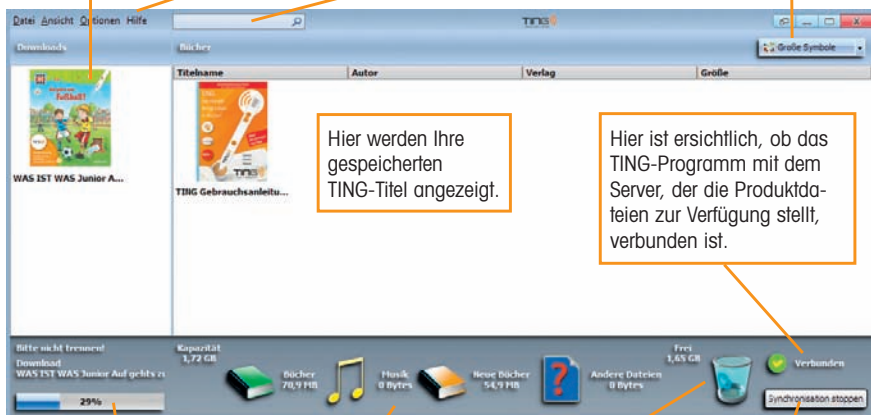 Datei Ansicht Optionen Hilfe
TING
Downloads
Bücher
Große Symbole
Titelname
Autor
Verlag
Größe
Fußball!
TING
WAS IST WAS Junior A...
TING Gebrauchsanleitu...
Hier werden Ihre
gespeicherten
TING-Titel angezeigt.
Hier ist ersichtlich, ob das
TING-Programm mit dem
Server, der die Produktda-
teien zur Verfügung stellt,
verbunden ist.
Bitte nicht trennen!
Download
WAS IST WAS Junior Auf gehts zu
29%
Kapazität
1,72 GB
Bücher
70,9 MB
Musik
0 Bytes
Neue Bücher
54,9 MB
Andere Dateien
0 Bytes
Frei
1,65 GB
Verbunden
Synchronisation stoppen